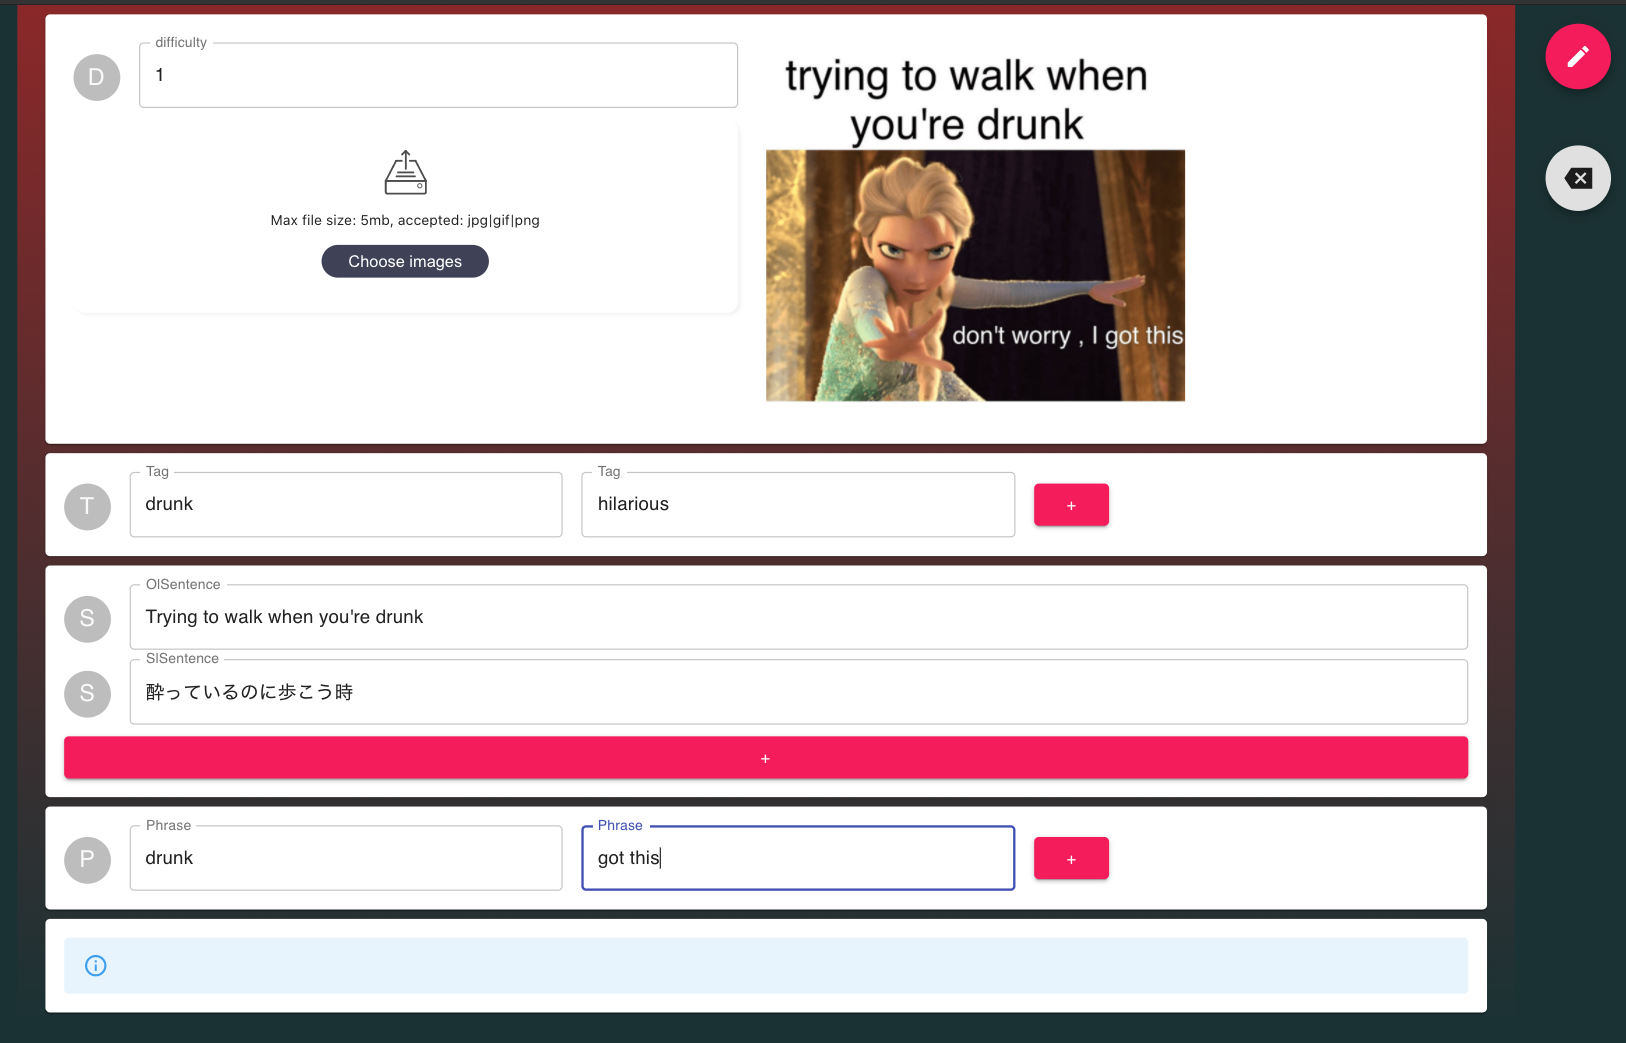 D
difficulty
1
Max file size: 5mb, accepted: jpg|gif|png
Choose images
trying to walk when
you're drunk
don't worry , I got this
T
Tag
drunk
Tag
hilarious
+
S
OlSentence
Trying to walk when you're drunk
S
SlSentence
酔っているのに歩こう時
+
P
Phrase
drunk
Phrase
got this
+